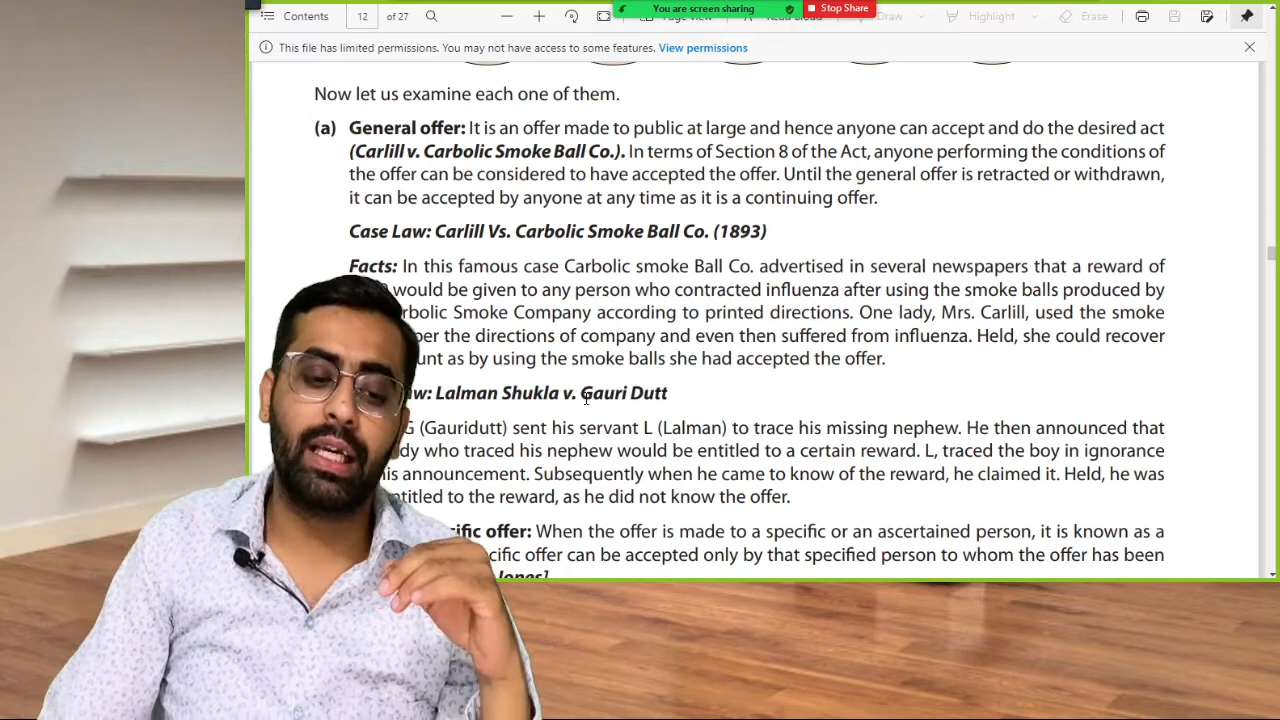 Contents 12 of 27
You are screen sharing Stop Share
Draw Highlight Erase
This file has limited permissions. You may not have access to some features. View permissions
Now let us examine each one of them.
(a) General offer: It is an offer made to public at large and hence anyone can accept and do the desired act
(Carlill v. Carbolic Smoke Ball Co.). In terms of Section 8 of the Act, anyone performing the conditions of
the offer can be considered to have accepted the offer. Until the general offer is retracted or withdrawn,
it can be accepted by anyone at any time as it is a continuing offer.
Case Law: Carlill Vs. Carbolic Smoke Ball Co. (1893)
Facts: In this famous case Carbolic smoke Ball Co. advertised in several newspapers that a reward of
would be given to any person who contracted influenza after using the smoke balls produced by
Smoke Company according to printed directions. One lady, Mrs. Carlill, used the smoke
per the directions of company and even then suffered from influenza. Held, she could recover
as by using the smoke balls she had accepted the offer.
Lalman Shukla v. Gauri Dutt
G (Gauridutt) sent his servant L (Lalman) to trace his missing nephew. He then announced that
who traced his nephew would be entitled to a certain reward. L, traced the boy in ignorance
announcement. Subsequently when he came to know of the reward, he claimed it. Held, he was
to the reward, as he did not know the offer.
offer: When the offer is made to a specific or an ascertained person, it is known as a
offer can be accepted only by that specified person to whom the offer has been